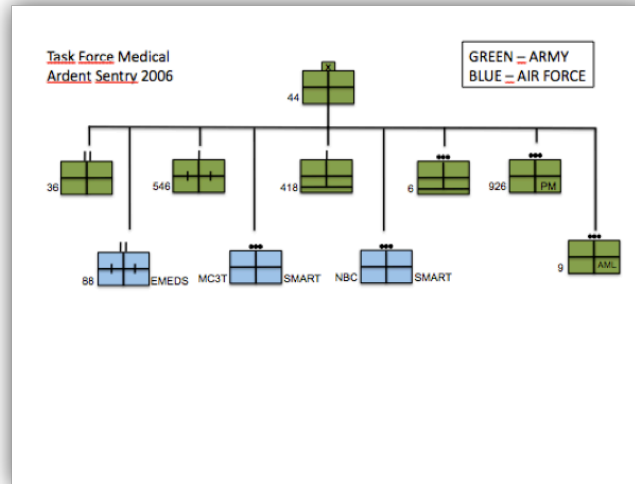 Task Force Medical
Ardent Sentry 2006
GREEN – ARMY
BLUE – AIR FORCE
X
44
36
546
418
6
926
PM
88
EMEDS
MC3T
SMART
NBC
SMART
9
AML